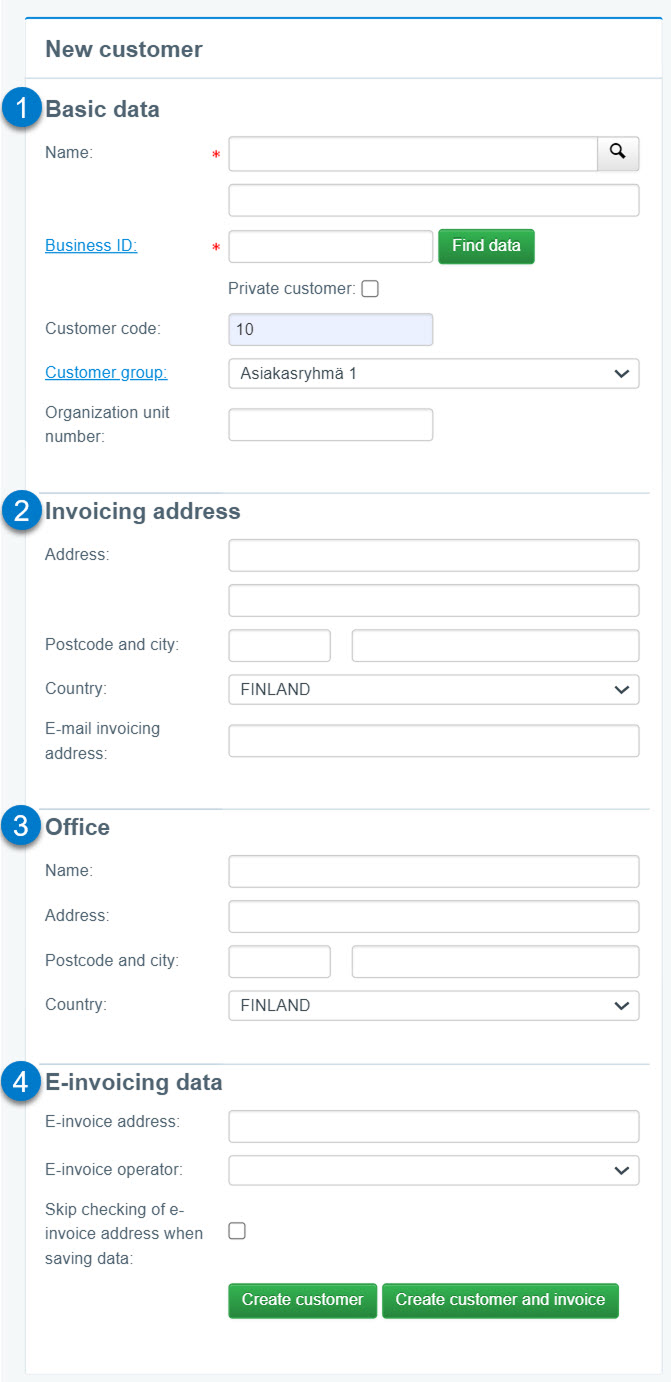 New customer
1 Basic data
Name: *
Business ID: * Find data
Private customer:
Customer code: 10
Customer group: Asiakasryhmä 1
Organization unit
number:
2 Invoicing address
Address:
Postcode and city:
Country: FINLAND
E-mail invoicing
address:
3 Office
Name:
Address:
Postcode and city:
Country: FINLAND
4 E-invoicing data
E-invoice address:
E-invoice operator:
Skip checking of e-
invoice address when
saving data:
Create customer Create customer and invoice